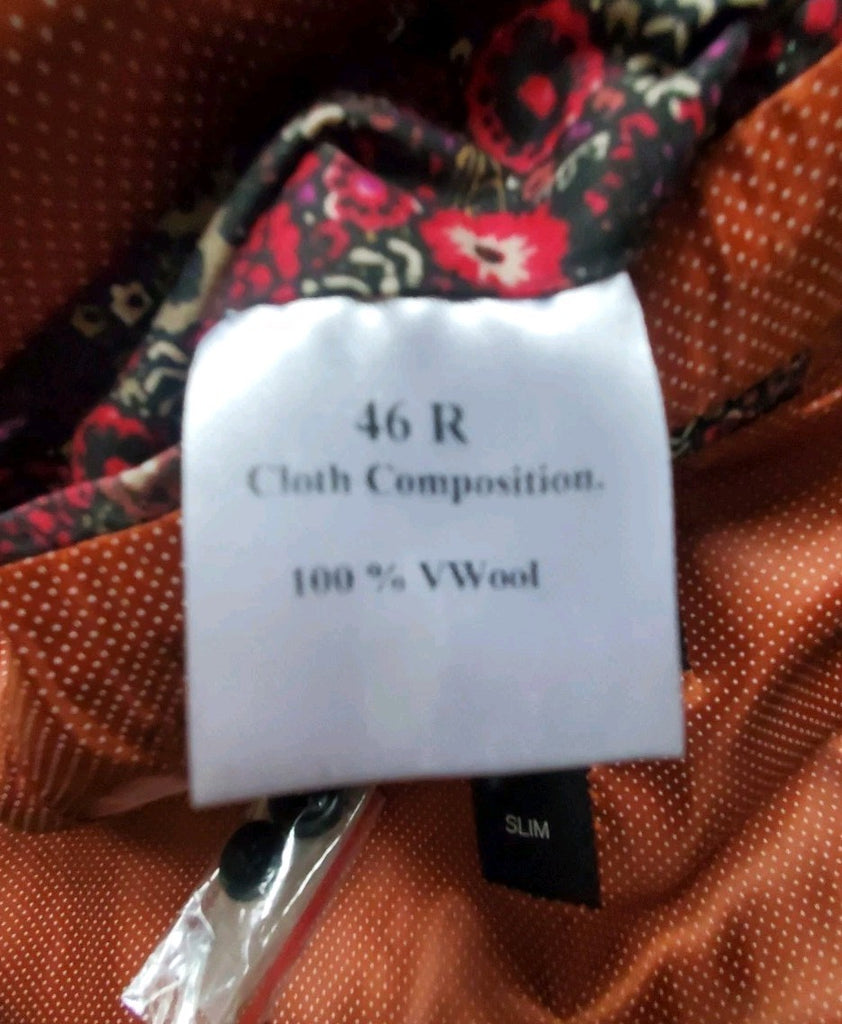 46 R
Cloth Composition.
100 % VWool
SLIM